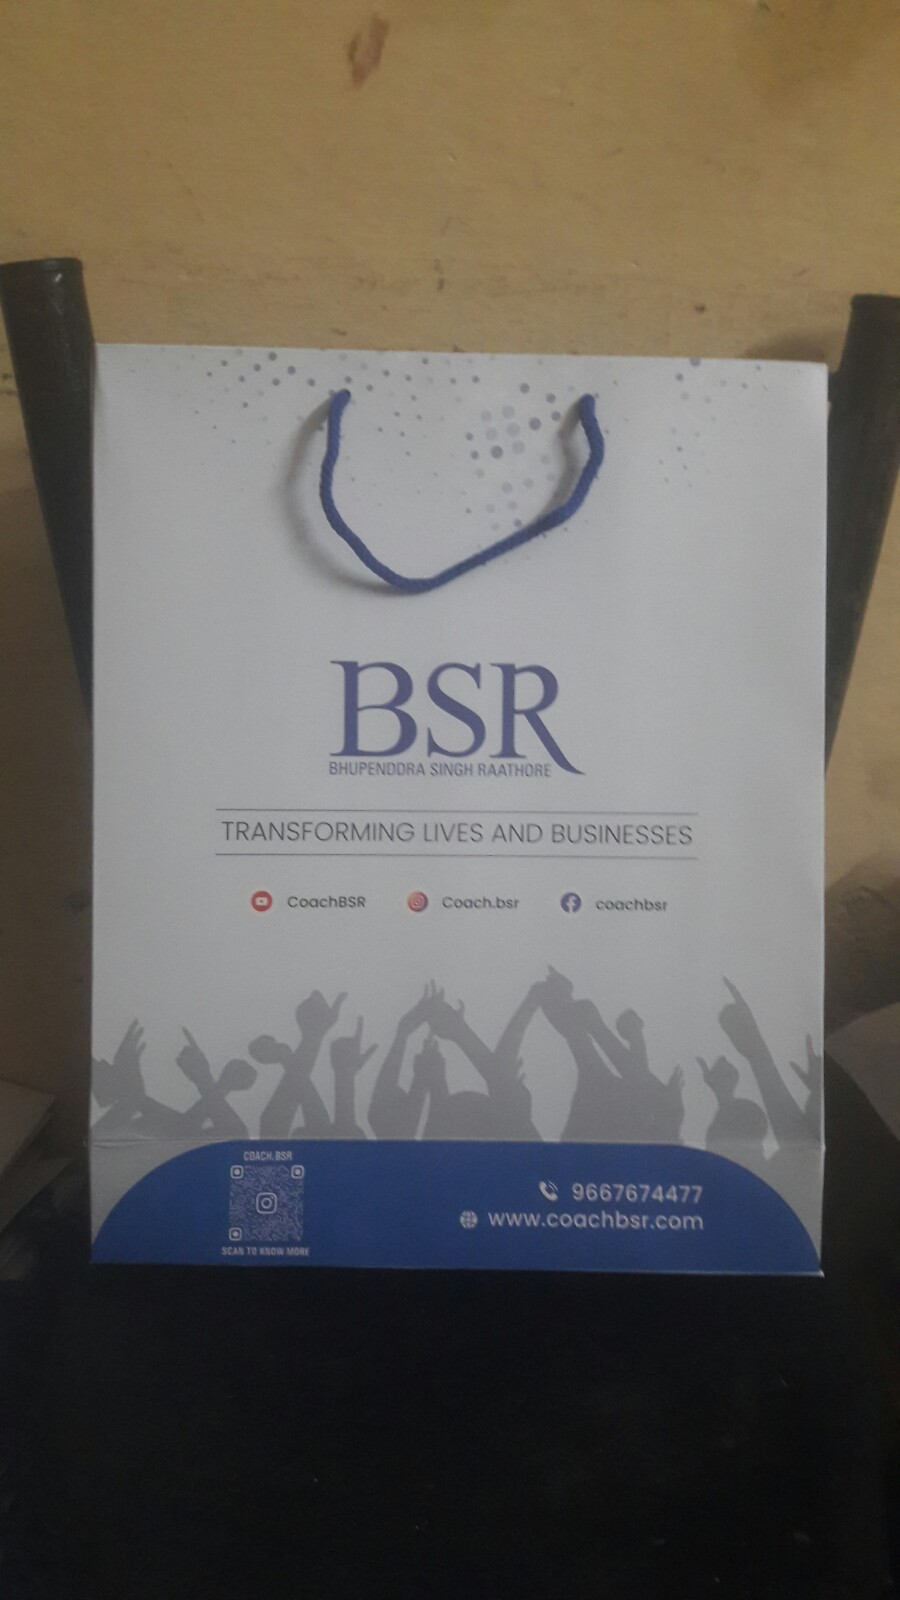 BSR
BHUPENDDRA SINGH RAATHORE
TRANSFORMING LIVES AND BUSINESSES
CoachBSR Coach.bsr coachbsr
COACH.BSR
SCAN TO KNOW MORE
9667674477
www.coachbsr.com